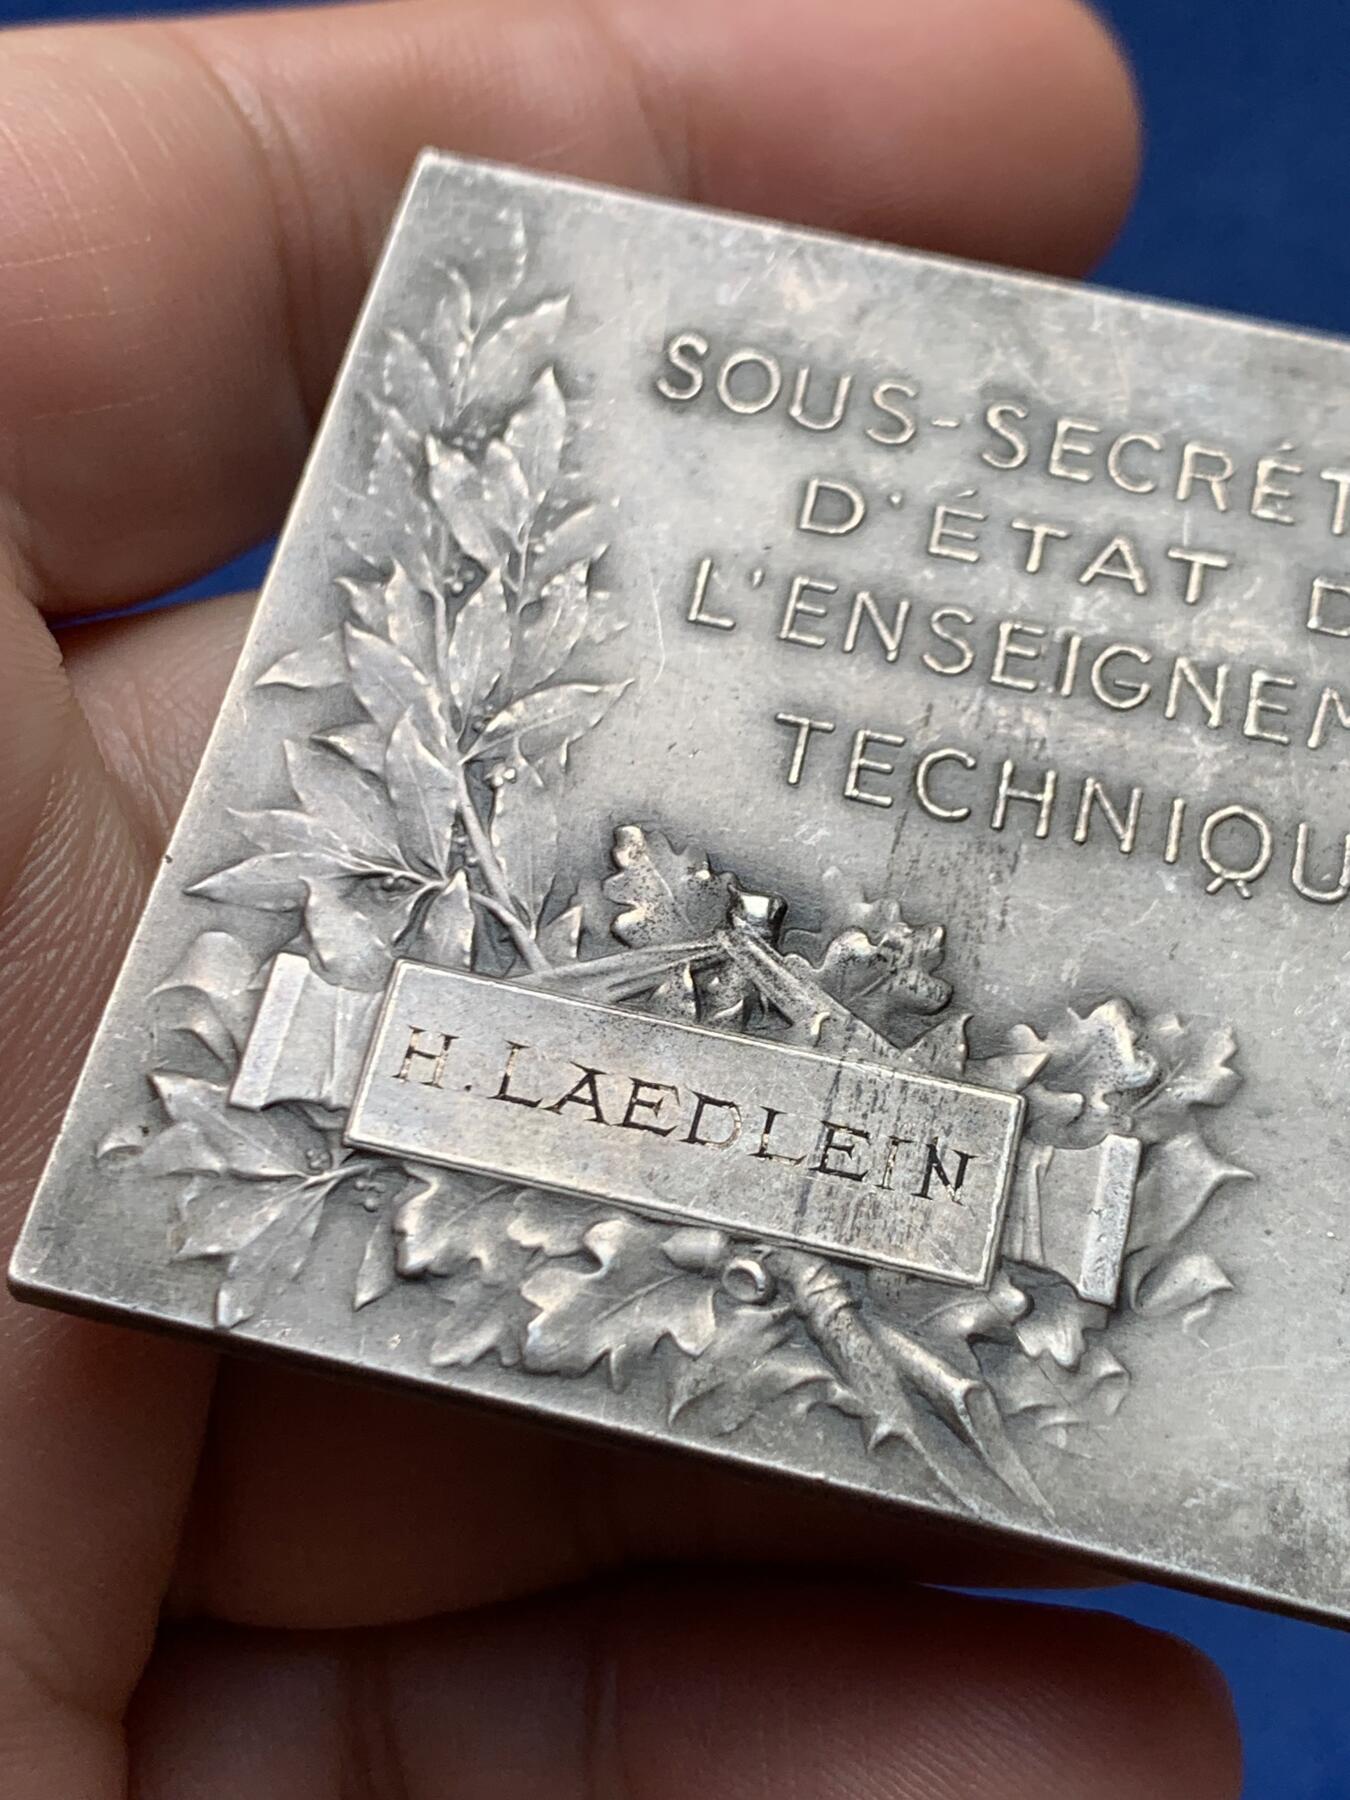 SOUS-SECRÉT
D'ÉTAT D
L'ENSEIGNEM
TECHNIQU
H. LAEDLEIN